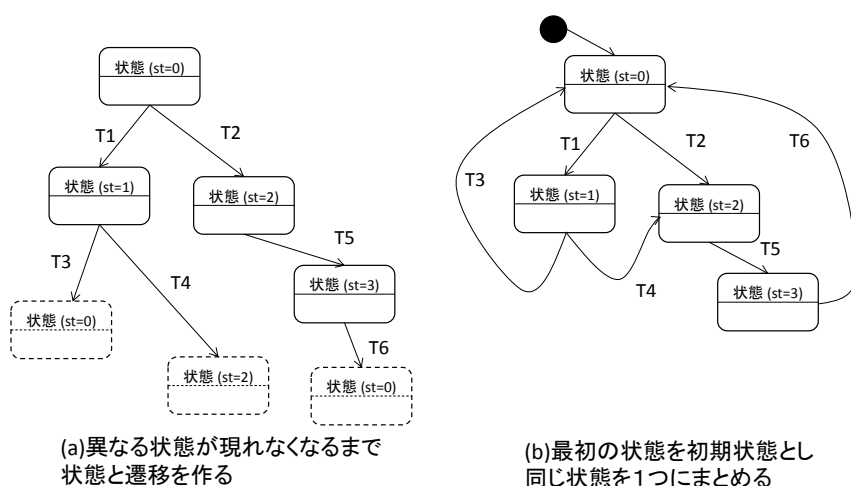 状態 (st=0)
T1
T2
状態 (st=1)
状態 (st=2)
T3
T4
T5
状態 (st=3)
状態 (st=0)
状態 (st=2)
T6
状態 (st=0)
(a)異なる状態が現れなくなるまで
状態と遷移を作る
状態 (st=0)
T1
T2
T6
T3
状態 (st=1)
状態 (st=2)
T5
T4
状態 (st=3)
(b)最初の状態を初期状態とし
同じ状態を1つにまとめる